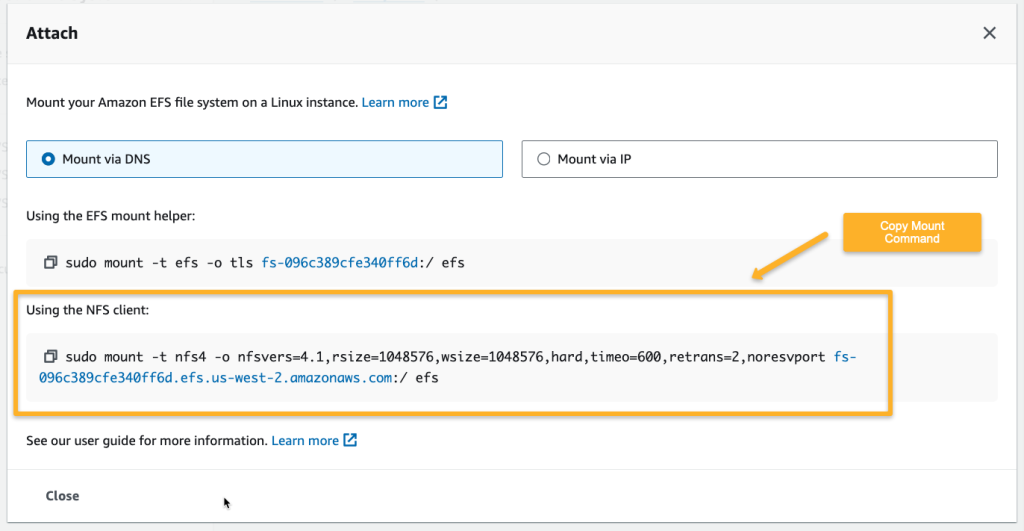 Attach
Mount your Amazon EFS file system on a Linux instance. Learn more
Mount via DNS
Mount via IP
Using the EFS mount helper:
Copy Mount
Command
sudo mount -t efs -o tls fs-096c389cfe340ff6d:/ efs
Using the NFS client:
sudo mount -t nfs4 -o nfsvers=4.1,rsize=1048576,wsize=1048576,hard,timeo=600,retrans=2,noresvport fs-
096c389cfe340ff6d.efs.us-west-2.amazonaws.com:/ efs
See our user guide for more information. Learn more
Close